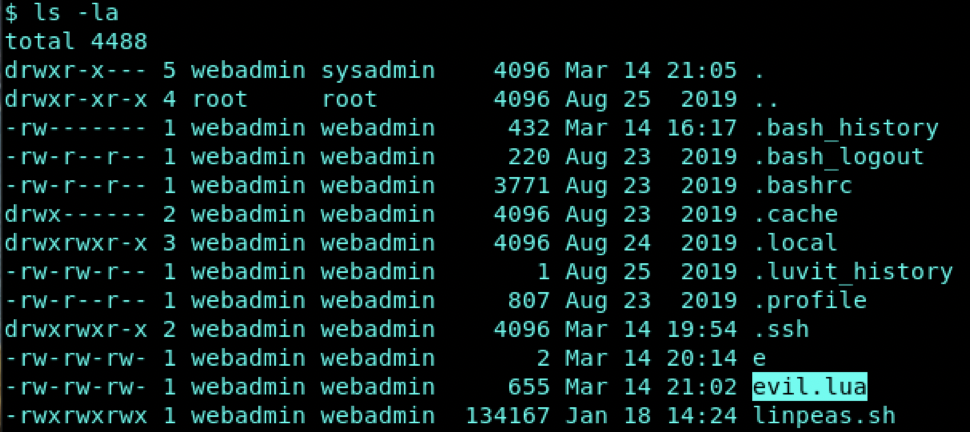 $ ls -la
total 4488
drwxr-x--- 5 webadmin sysadmin   4096 Mar 14 21:05 .
drwxr-xr-x 4 root     root       4096 Aug 25  2019 ..
-rw------- 1 webadmin webadmin    432 Mar 14 16:17 .bash_history
-rw-r--r-- 1 webadmin webadmin    220 Aug 23  2019 .bash_logout
-rw-r--r-- 1 webadmin webadmin   3771 Aug 23  2019 .bashrc
drwx------ 2 webadmin webadmin   4096 Aug 23  2019 .cache
drwxrwxr-x 3 webadmin webadmin   4096 Aug 24  2019 .local
-rw-rw-r-- 1 webadmin webadmin      1 Aug 25  2019 .luvit_history
-rw-r--r-- 1 webadmin webadmin    807 Aug 23  2019 .profile
drwxrwxr-x 2 webadmin webadmin   4096 Mar 14 19:54 .ssh
-rw-rw-rw- 1 webadmin webadmin      2 Mar 14 20:14 e
-rw-rw-rw- 1 webadmin webadmin    655 Mar 14 21:02 evil.lua
-rwxrwxrwx 1 webadmin webadmin 134167 Jan 18 14:24 linpeas.sh